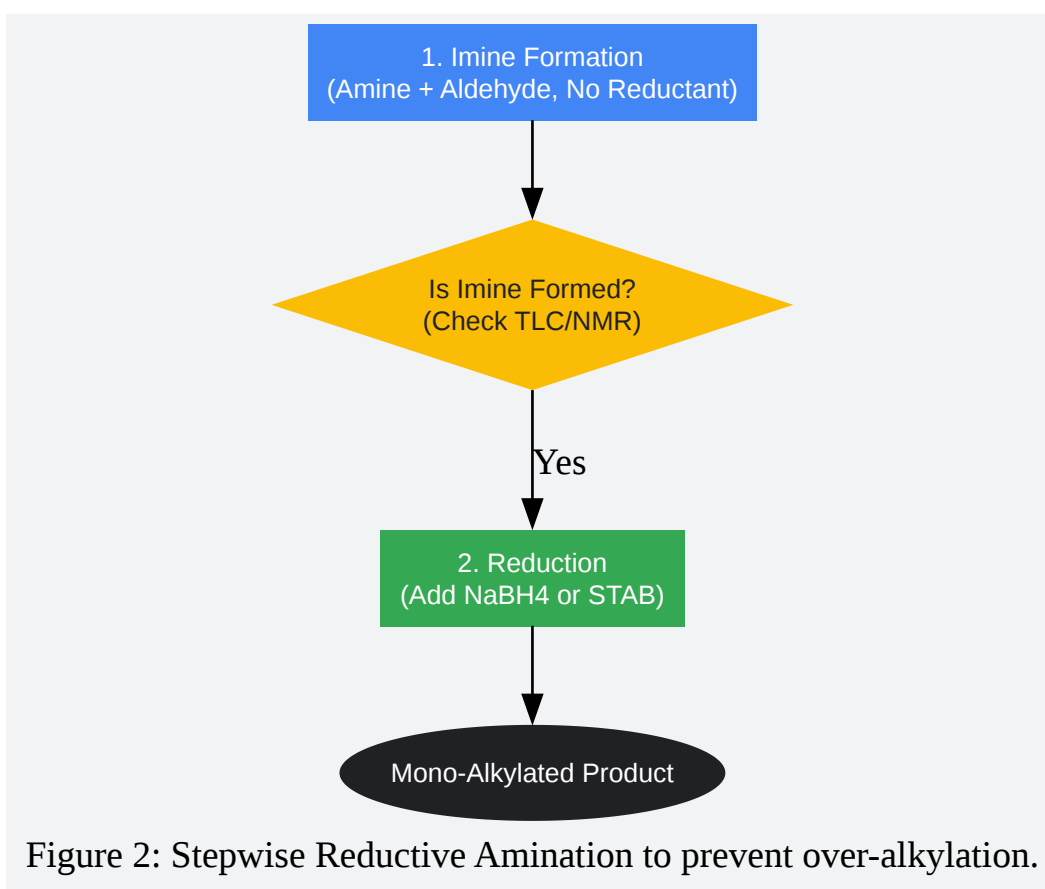 1. Imine Formation
(Amine + Aldehyde, No Reductant)
Is Imine Formed?
(Check TLC/NMR)
Yes
2. Reduction
(Add NaBH4 or STAB)
Mono-Alkylated Product
Figure 2: Stepwise Reductive Amination to prevent over-alkylation.